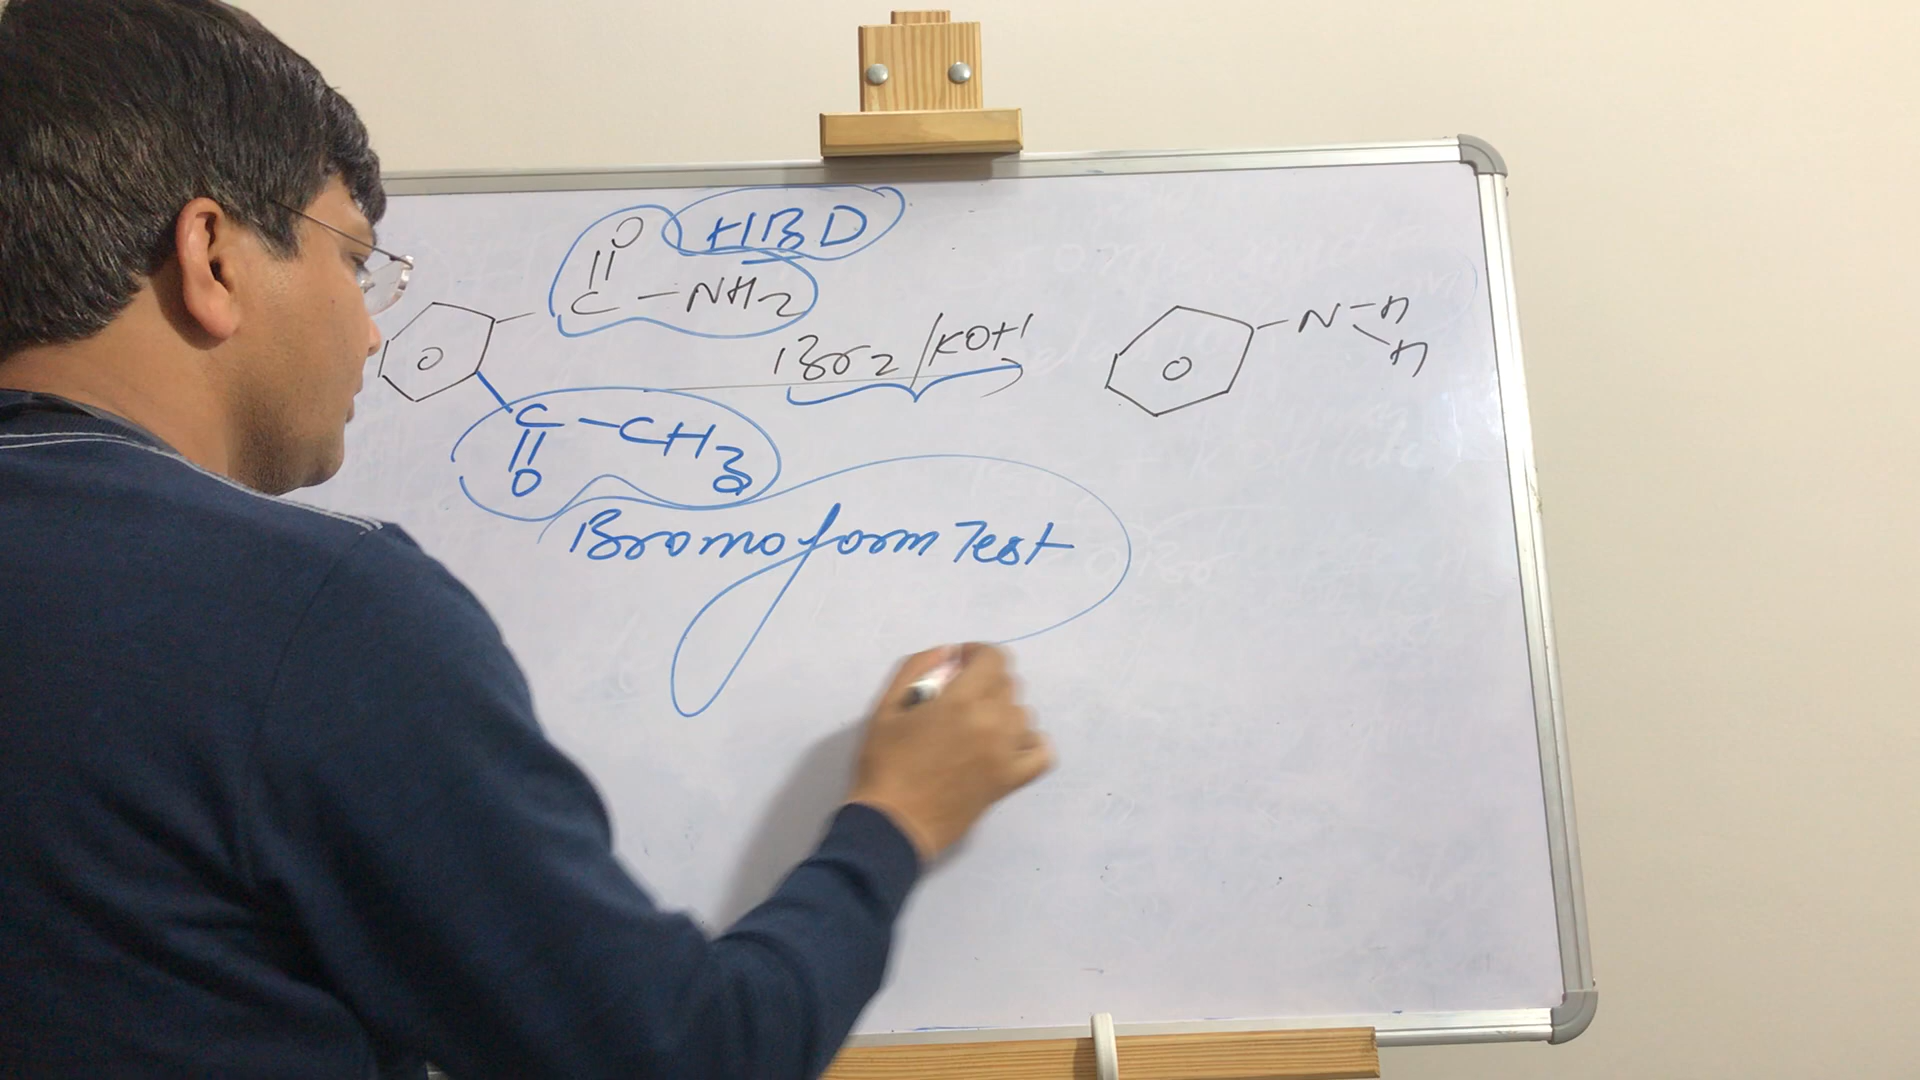 O HBD
C - NH2
Br2/KOH
N - H
H
C - CH3
O
Bromoform Test